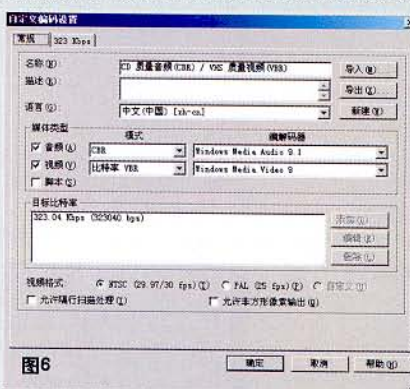 自定义编码设置
常规 323 Kbps
名称(N): CD 质量音频(CBR) / VHS 质量视频(VBR) 导入(M)
描述(E): 导出(X)
语言(G): 中文(中国) [zh-cn] 新建(W)
媒体类型 模式 编解码器
音频(A) CBR Windows Media Audio 9.1
视频(V) 比特率 VBR Windows Media Video 9
脚本(S)
目标比特率
323.04 Kbps (323040 bps) 添加(D)...
编辑(R)
删除(L)
视频格式: NTSC (29.97/30 fps)(T) PAL (25 fps)(P) 自定义(U)
允许隔行扫描处理(I) 允许非方形像素输出(Q)
图6 确定 取消 帮助(H)